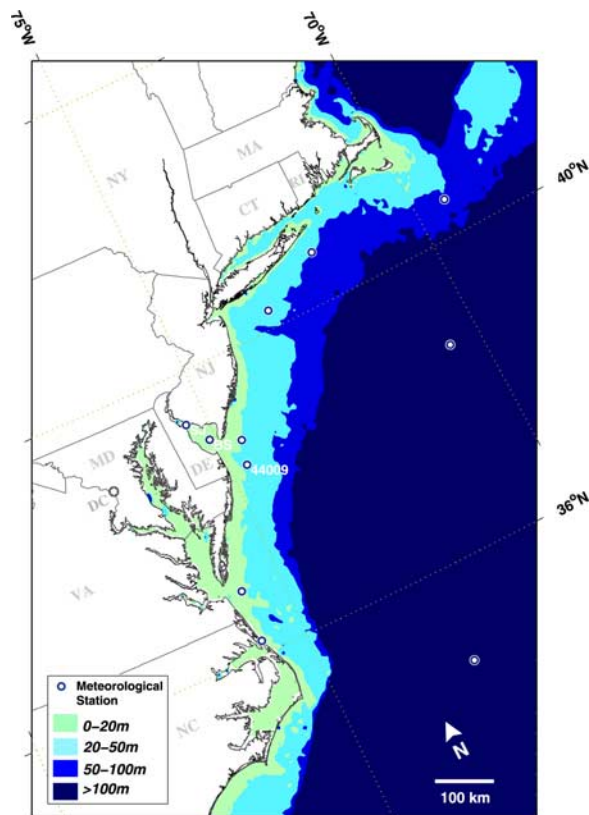 75°W
70°W
40°N
36°N
MA
NY
CT
RI
NJ
MD
DE
DC
VA
NC
44009
Meteorological
Station
0–20m
20–50m
50–100m
>100m
N
100 km